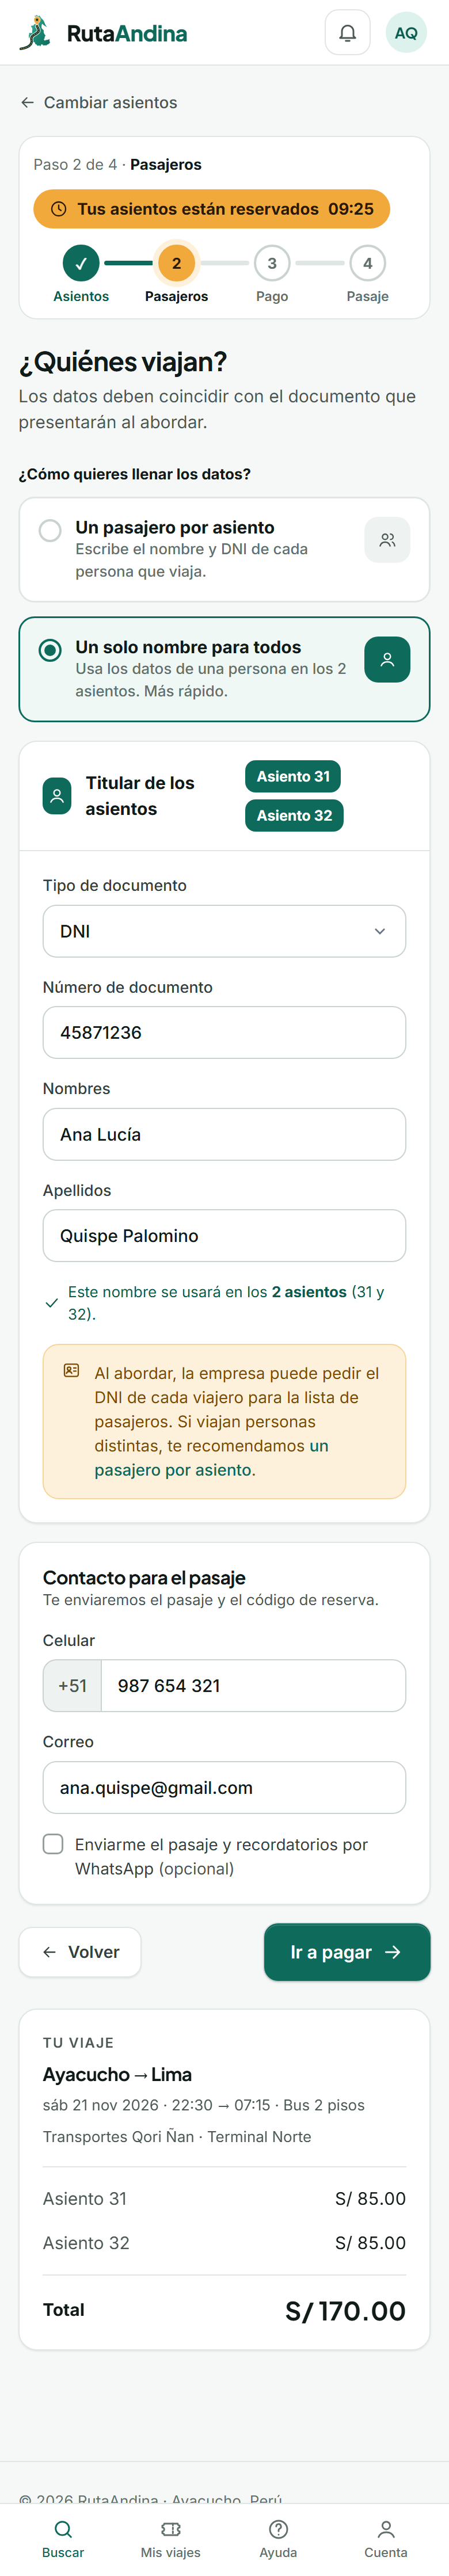 RutaAndina
AQ
← Cambiar asientos
Paso 2 de 4 · Pasajeros
Tus asientos están reservados 09:25
✓ 2 3 4
Asientos Pasajeros Pago Pasaje
¿Quiénes viajan?
Los datos deben coincidir con el documento que
presentarán al abordar.
¿Cómo quieres llenar los datos?
Un pasajero por asiento
Escribe el nombre y DNI de cada
persona que viaja.
Un solo nombre para todos
Usa los datos de una persona en los 2
asientos. Más rápido.
Titular de los
asientos
Asiento 31
Asiento 32
Tipo de documento
DNI
Número de documento
45871236
Nombres
Ana Lucía
Apellidos
Quispe Palomino
Este nombre se usará en los 2 asientos (31 y
32).
Al abordar, la empresa puede pedir el
DNI de cada viajero para la lista de
pasajeros. Si viajan personas
distintas, te recomendamos un
pasajero por asiento.
Contacto para el pasaje
Te enviaremos el pasaje y el código de reserva.
Celular
+51 987 654 321
Correo
ana.quispe@gmail.com
Enviarme el pasaje y recordatorios por
WhatsApp (opcional)
← Volver
Ir a pagar →
TU VIAJE
Ayacucho → Lima
sáb 21 nov 2026 · 22:30 → 07:15 · Bus 2 pisos
Transportes Qori Ñan · Terminal Norte
Asiento 31 S/ 85.00
Asiento 32 S/ 85.00
Total S/ 170.00
© 2026 RutaAndina · Ayacucho, Perú
Buscar Mis viajes Ayuda Cuenta